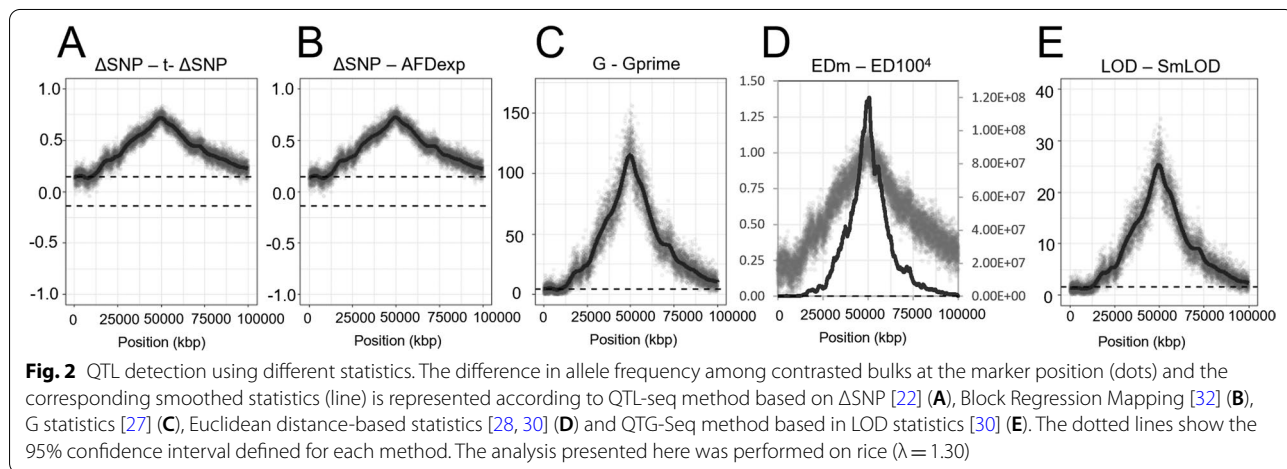 A
B
C
D
E
ΔSNP – t- ΔSNP
ΔSNP – AFDexp
G - Gprime
EDm – ED100⁴
LOD – SmLOD
1.0
0.5
0.0
-0.5
-1.0
0 25000 50000 75000 100000
Position (kbp)
1.0
0.5
0.0
-0.5
-1.0
0 25000 50000 75000 100000
Position (kbp)
150
100
50
0
0 25000 50000 75000 100000
Position (kbp)
1.50
1.25
1.00
0.75
0.50
0.25
0.00
1.20E+08
1.00E+08
8.00E+07
6.00E+07
4.00E+07
2.00E+07
0.00E+00
0 25000 50000 75000 100000
Position (kbp)
40
30
20
10
0
0 25000 50000 75000 100000
Position (kbp)
Fig. 2 QTL detection using different statistics. The difference in allele frequency among contrasted bulks at the marker position (dots) and the
corresponding smoothed statistics (line) is represented according to QTL-seq method based on ΔSNP [22] (A), Block Regression Mapping [32] (B),
G statistics [27] (C), Euclidean distance-based statistics [28, 30] (D) and QTG-Seq method based in LOD statistics [30] (E). The dotted lines show the
95% confidence interval defined for each method. The analysis presented here was performed on rice (λ = 1.30)